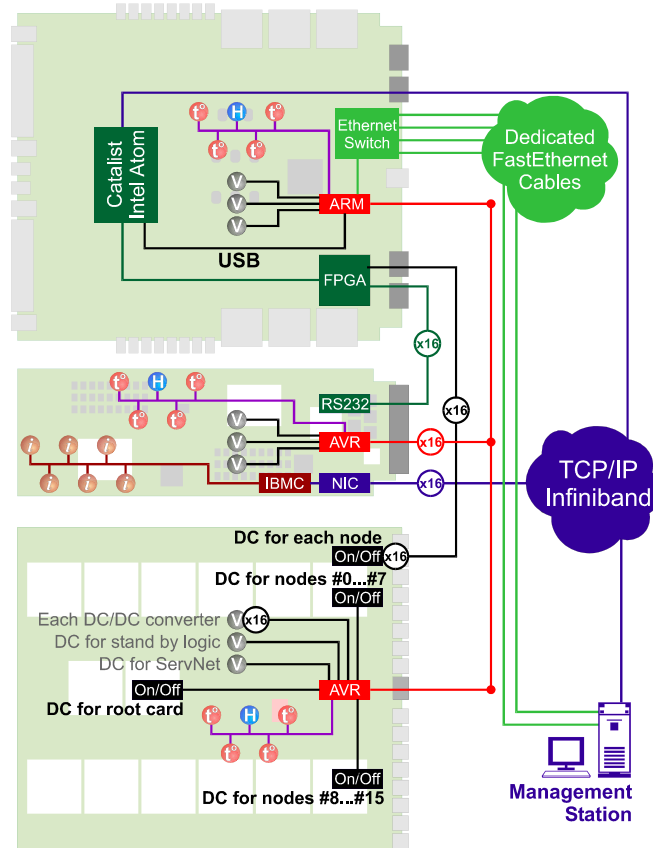 t° H t°
t° t°
Catalist
Intel Atom
Ethernet
Switch
Dedicated
FastEthernet
Cables
V
V
V
ARM
USB
FPGA
x16
t° H t°
t° t°
RS232
x16
V
V
V
AVR
x16
i i i
i i i i
IBMC
NIC
x16
TCP/IP
Infiniband
DC for each node
On/Off
x16
DC for nodes #0...#7
On/Off
Each DC/DC converter
V
x16
DC for stand by logic
V
DC for ServNet
V
On/Off
AVR
DC for root card
t° H t°
t° t°
On/Off
DC for nodes #8...#15
Management
Station